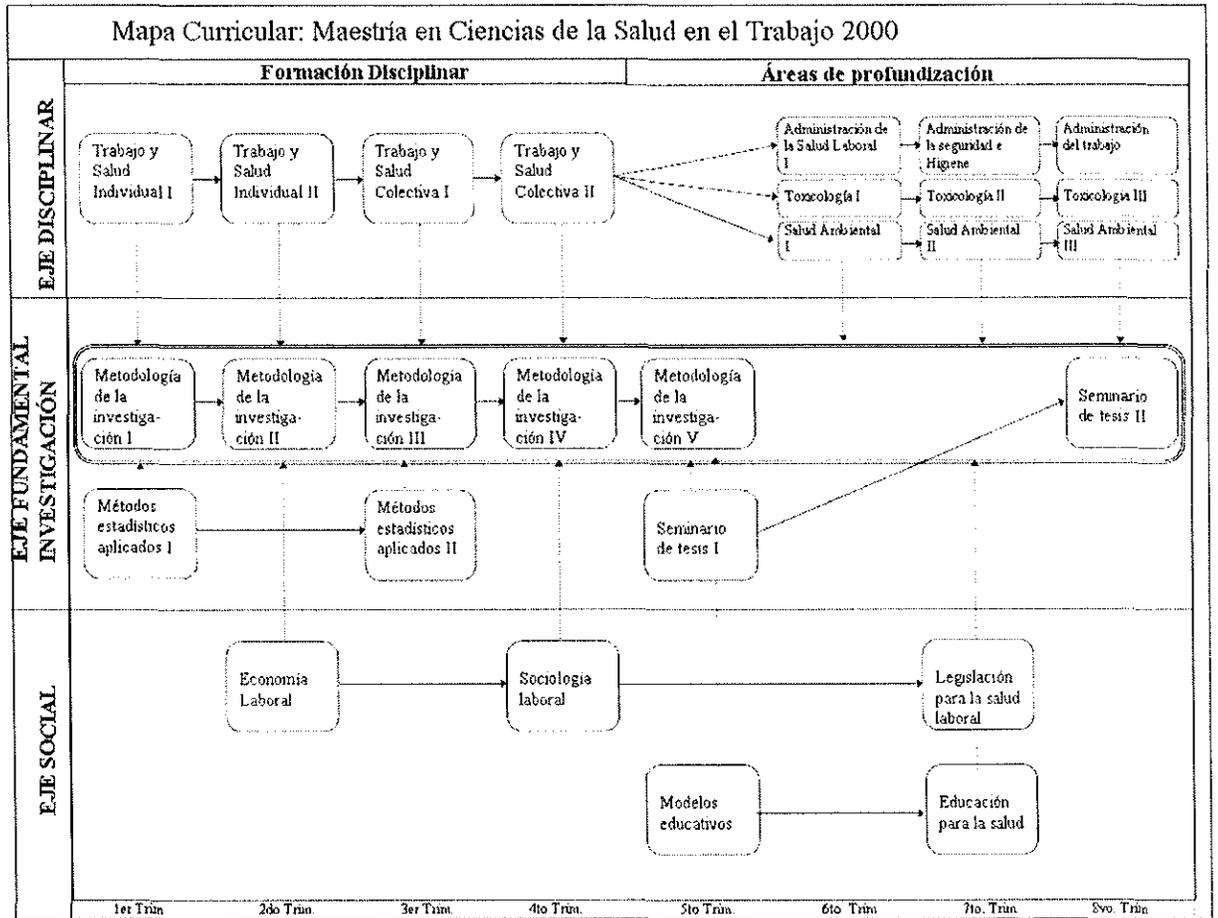 Mapa Curricular: Maestría en Ciencias de la Salud en el Trabajo 2000
Formación Disciplinar
Áreas de profundización
EJE DISCIPLINAR
Trabajo y
Salud
Individual I
Trabajo y
Salud
Individual II
Trabajo y
Salud
Colectiva I
Trabajo y
Salud
Colectiva II
Administración de
la Salud Laboral
I
Administración de
la seguridad e
Higiene
Administración
del trabajo
Toxicología I
Toxicología II
Toxicología III
Salud Ambiental
I
Salud Ambiental
II
Salud Ambiental
III
EJE FUNDAMENTAL
INVESTIGACIÓN
Metodología
de la
investiga-
ción I
Metodología
de la
investiga-
ción II
Metodología
de la
investiga-
ción III
Metodología
de la
investiga-
ción IV
Metodología
de la
investiga-
ción V
Seminario
de tesis II
Métodos
estadísticos
aplicados I
Métodos
estadísticos
aplicados II
Seminario
de tesis I
EJE SOCIAL
Economía
Laboral
Sociología
laboral
Legislación
para la salud
laboral
Modelos
educativos
Educación
para la salud
1er Trim
2do Trim.
3er Trim.
4to Trim.
5to Trim.
6to Trim
7to. Trim.
8vo. Trim